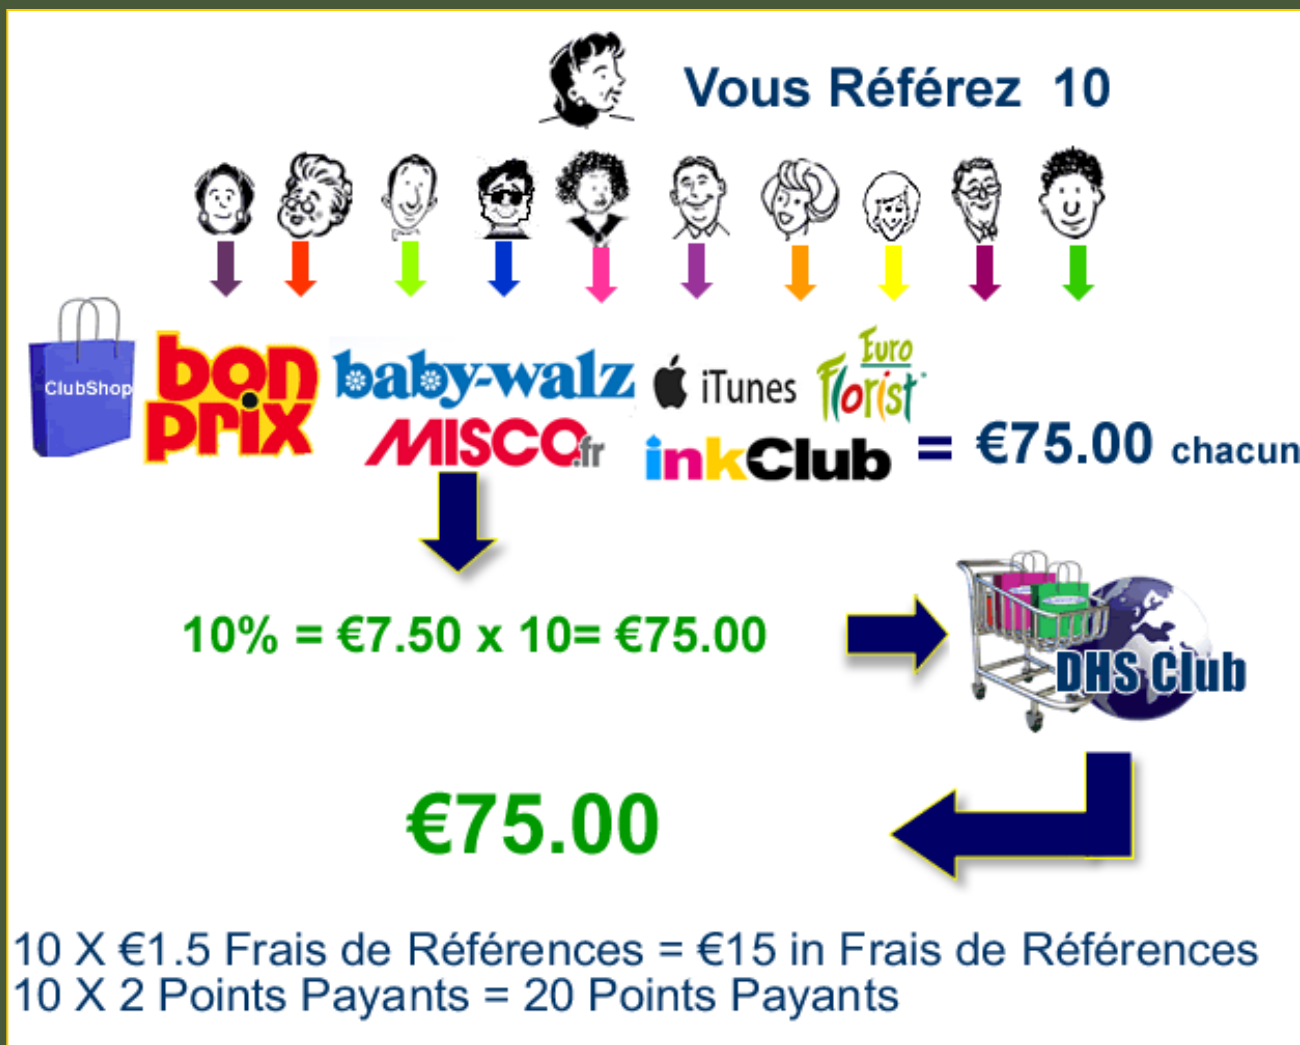 Vous Référez 10
ClubShop
bon
prix
baby-walz
MISCO.fr
iTunes
Euro
Florist
inkClub
= €75.00 chacun
10% = €7.50 x 10= €75.00
DHS Club
€75.00
10 X €1.5 Frais de Références = €15 in Frais de Références
10 X 2 Points Payants = 20 Points Payants